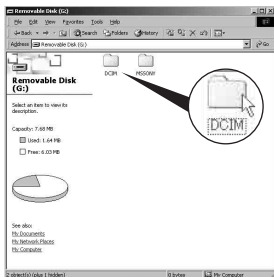 Removable Disk (G:)
File Edit View Favorites Tools Help
Back Search Folders History
Address Removable Disk (G:) Go
Removable Disk (G:)
DCIM MSSONY
DCIM
Select an item to view its
description.
Capacity: 7.68 MB
Used: 1.64 MB
Free: 6.03 MB
See also:
My Documents
My Network Places
My Computer
2 object(s) (plus 1 hidden) 0 bytes My Computer